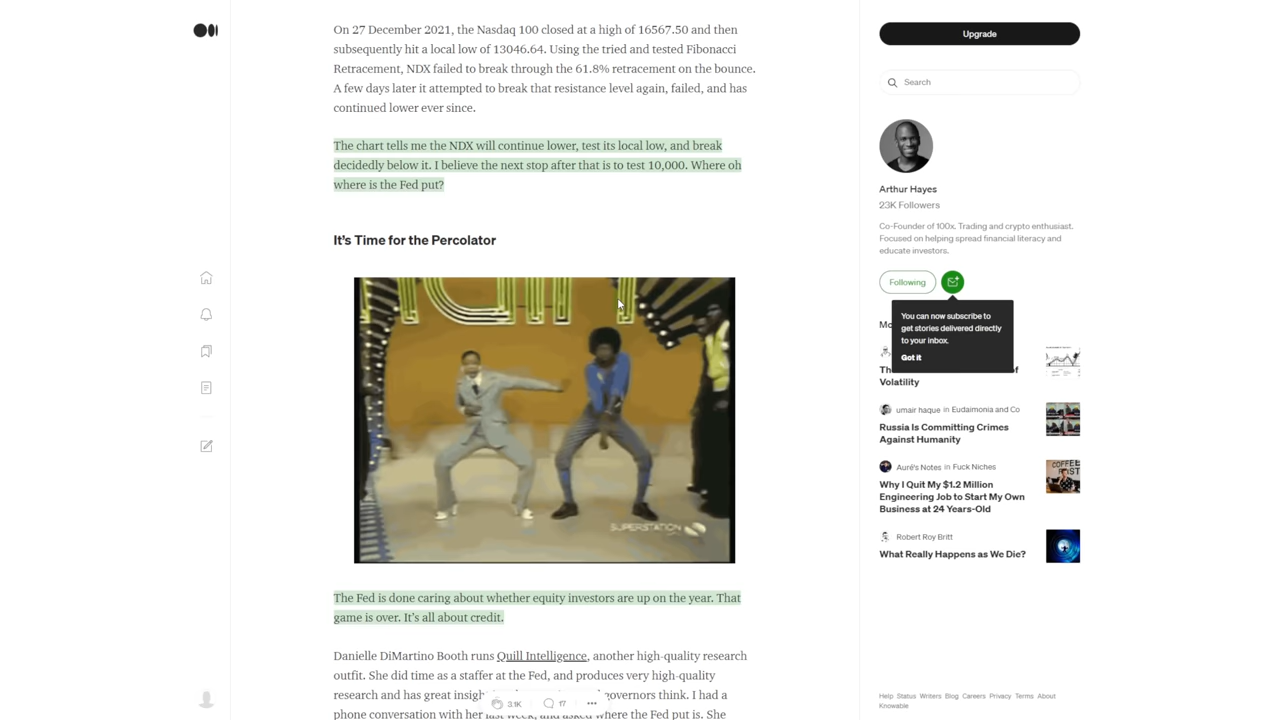 On 27 December 2021, the Nasdaq 100 closed at a high of 16567.50 and then
subsequently hit a local low of 13046.64. Using the tried and tested Fibonacci
Retracement, NDX failed to break through the 61.8% retracement on the bounce.
A few days later it attempted to break that resistance level again, failed, and has
continued lower ever since.
The chart tells me the NDX will continue lower, test its local low, and break
decidedly below it. I believe the next stop after that is to test 10,000. Where oh
where is the Fed put?
It's Time for the Percolator
SUPERSTATION
The Fed is done caring about whether equity investors are up on the year. That
game is over. It's all about credit.
Danielle DiMartino Booth runs Quill Intelligence, another high-quality research
outfit. She did time as a staffer at the Fed, and produces very high-quality
research and has great insight governors think. I had a
phone conversation with her last week, and asked where the Fed put is. She
3.1K 17
Upgrade
Search
Arthur Hayes
23K Followers
Co-Founder of 100x. Trading and crypto enthusiast.
Focused on helping spread financial literacy and
educate investors.
Following
You can now subscribe to
get stories delivered directly
to your inbox.
Got it
Mo
Th of
Volatility
umair haque in Eudaimonia and Co
Russia Is Committing Crimes
Against Humanity
Auré's Notes in Fuck Niches
Why I Quit My $1.2 Million
Engineering Job to Start My Own
Business at 24 Years-Old
Robert Roy Britt
What Really Happens as We Die?
COFFEE
Help Status Writers Blog Careers Privacy Terms About
Knowable